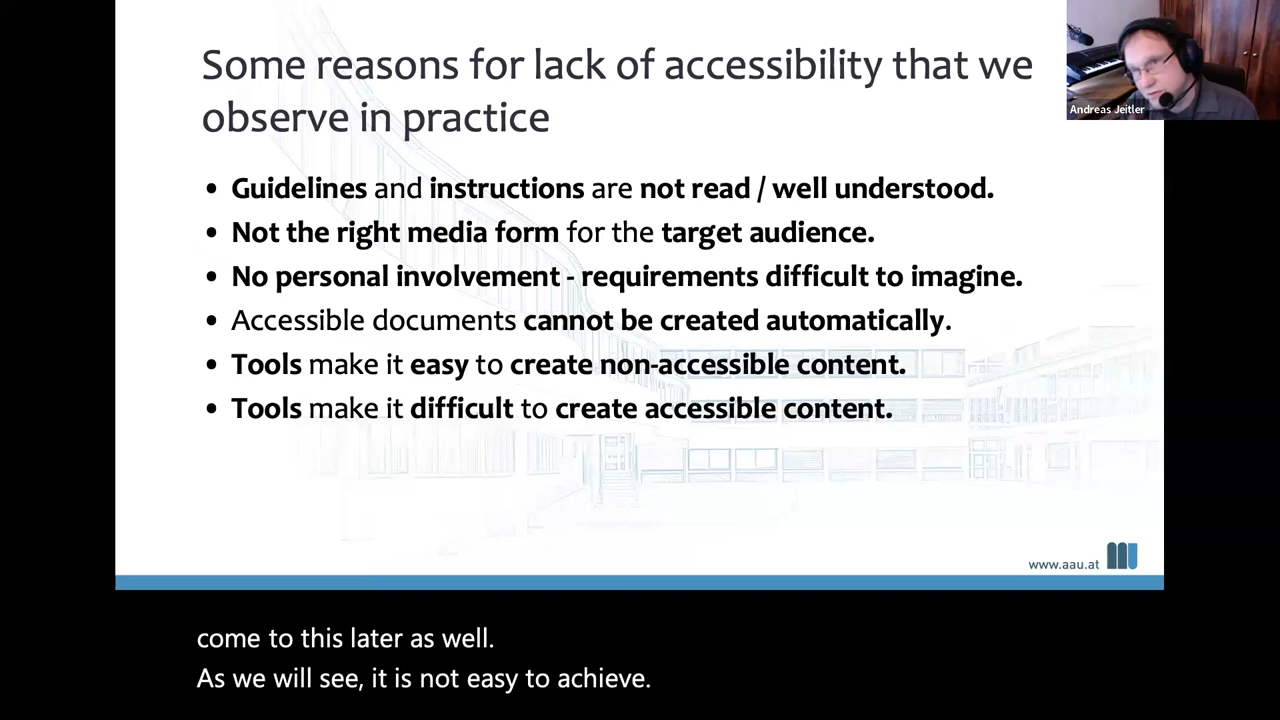 Some reasons for lack of accessibility that we
observe in practice
Andreas Jeitler
• Guidelines and instructions are not read / well understood.
• Not the right media form for the target audience.
• No personal involvement - requirements difficult to imagine.
• Accessible documents cannot be created automatically.
• Tools make it easy to create non-accessible content.
• Tools make it difficult to create accessible content.
www.aau.at
come to this later as well.
As we will see, it is not easy to achieve.